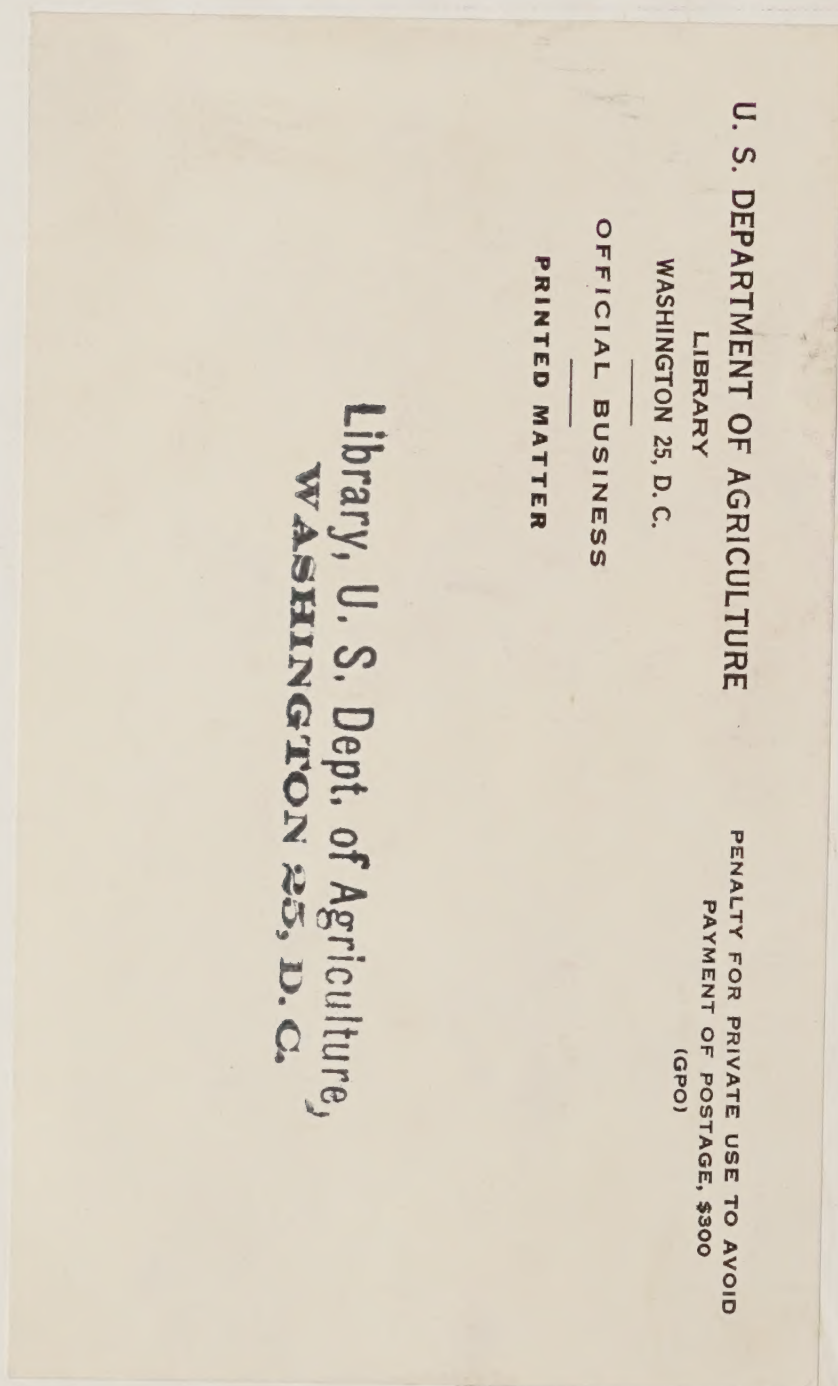 U. S. DEPARTMENT OF AGRICULTURE
LIBRARY
WASHINGTON 25, D. C.
OFFICIAL BUSINESS
PRINTED MATTER
PENALTY FOR PRIVATE USE TO AVOID
PAYMENT OF POSTAGE, $300
(GPO)
Library, U. S. Dept. of Agriculture,
WASHINGTON 25, D. C.